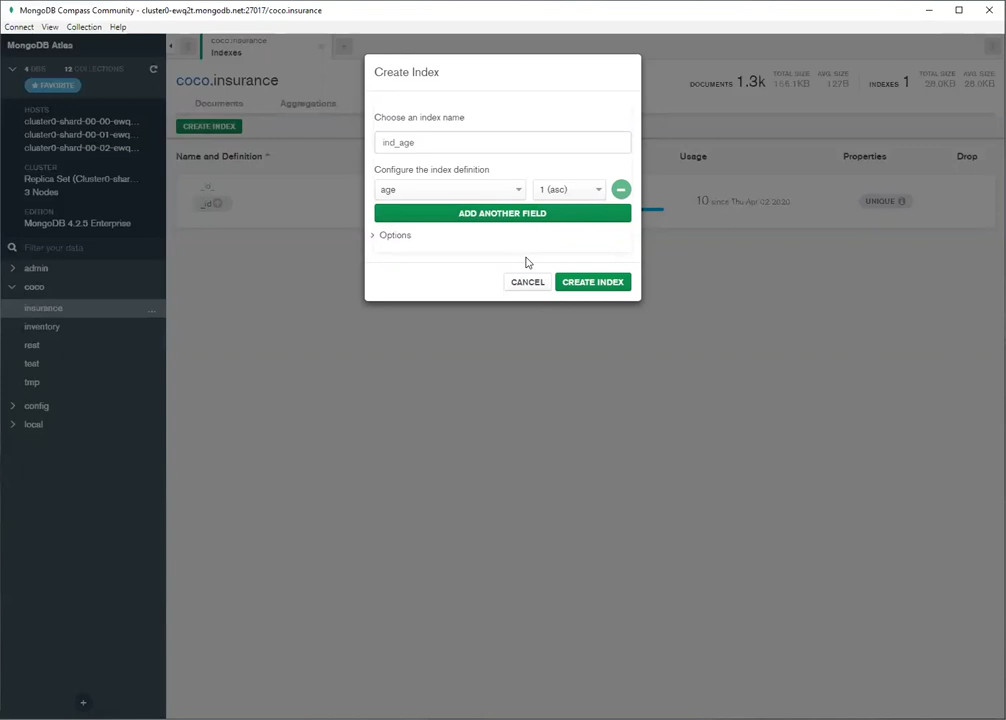 MongoDB Compass Community - cluster0-ewq2t.mongodb.net:27017/coco.insurance
Connect View Collection Help
MongoDB Atlas
4 DBS 12 COLLECTIONS
FAVORITE
HOSTS
cluster0-shard-00-00-ewq...
cluster0-shard-00-01-ewq...
cluster0-shard-00-02-ewq...
CLUSTER
Replica Set (Cluster0-shar...
3 Nodes
EDITION
MongoDB 4.2.5 Enterprise
Filter your data
admin
coco
insurance ...
inventory
rest
test
tmp
config
local
+
coco.insurance
Indexes
coco.insurance
DOCUMENTS 1.3k TOTAL SIZE AVG. SIZE 127B
INDEXES 1 TOTAL SIZE 28.0KB AVG. SIZE 28.0KB
Documents Aggregations
CREATE INDEX
Name and Definition Usage Properties Drop
_id_
_id
10 since Thu Apr 02 2020
UNIQUE
Create Index
Choose an index name
ind_age
Configure the index definition
age 1 (asc)
ADD ANOTHER FIELD
Options
CANCEL CREATE INDEX